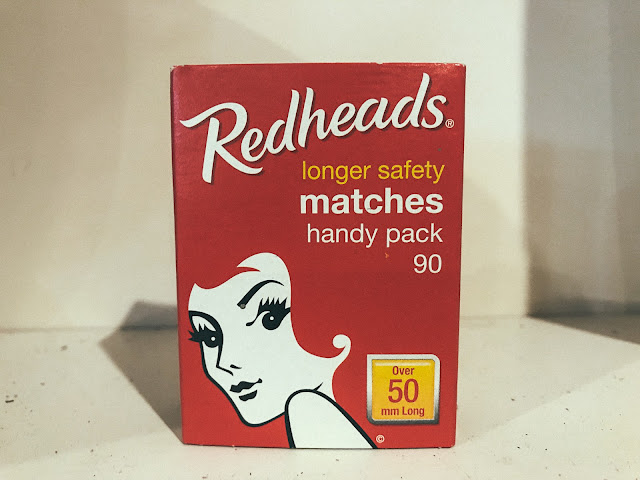 Redheads®
longer safety
matches
handy pack
90
Over
50
mm Long
©